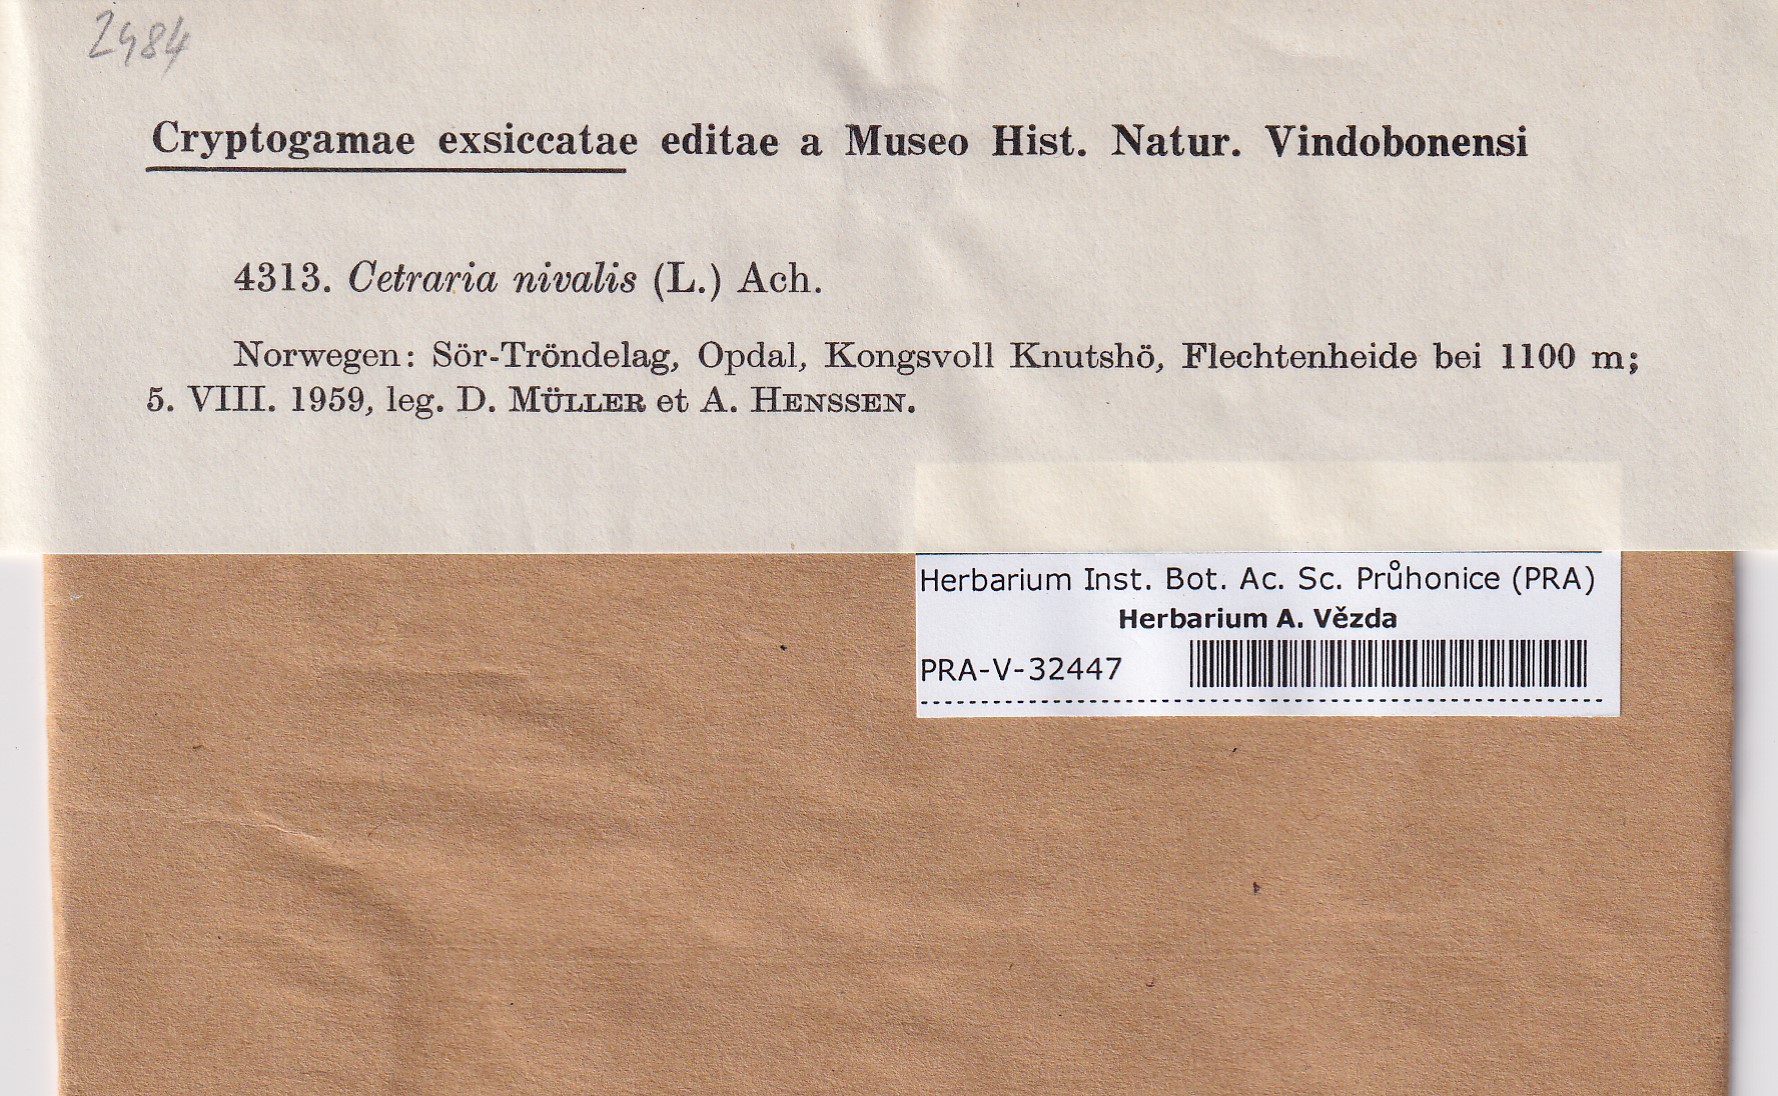 2484
Cryptogamae exsiccatae editae a Museo Hist. Natur. Vindobonensi
4313. Cetraria nivalis (L.) Ach.
Norwegen: Sör-Tröndelag, Opdal, Kongsvoll Knutshö, Flechtenheide bei 1100 m;
5. VIII. 1959, leg. D. MÜLLER et A. HENSSEN.
Herbarium Inst. Bot. Ac. Sc. Průhonice (PRA)
Herbarium A. Vězda
PRA-V-32447